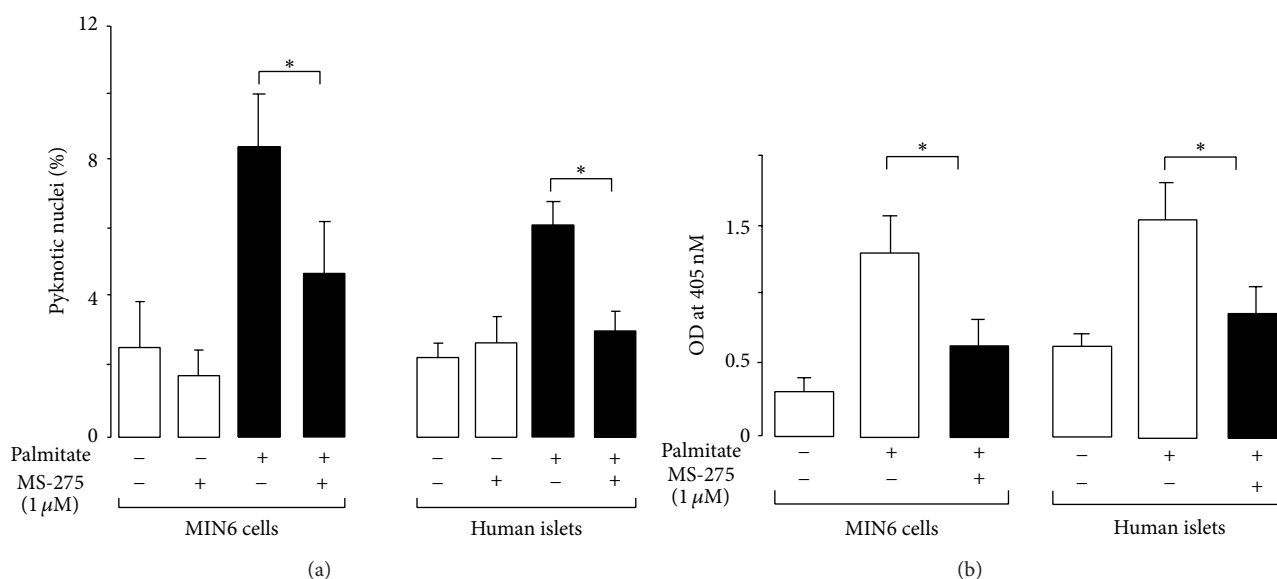 12
8
4
0
Pyknotic nuclei (%)
*
*
Palmitate − − + + − − + +
MS-275 − + − + − + − +
(1 μM)
MIN6 cells Human islets
(a)
1.5
0.5
0
OD at 405 nM
*
*
Palmitate − + + − + +
MS-275 − − + − − +
(1 μM)
MIN6 cells Human islets
(b)